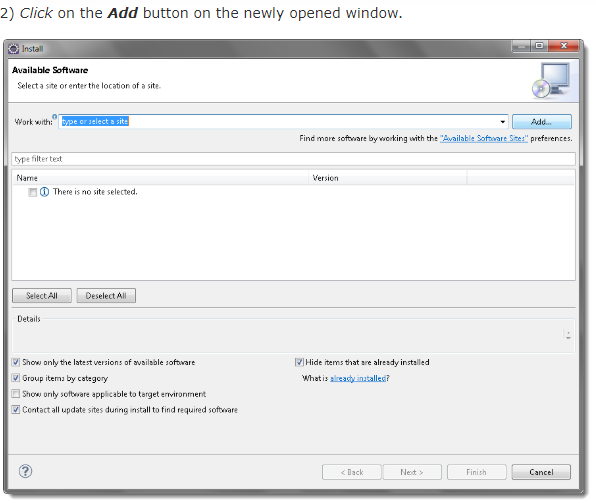 2) Click on the Add button on the newly opened window.
Install
Available Software
Select a site or enter the location of a site.
Work with: type or select a site Add...
Find more software by working with the "Available Software Sites" preferences.
type filter text
Name Version
There is no site selected.
Select All Deselect All
Details
Show only the latest versions of available software Hide items that are already installed
Group items by category What is already installed?
Show only software applicable to target environment
Contact all update sites during install to find required software
? < Back Next > Finish Cancel